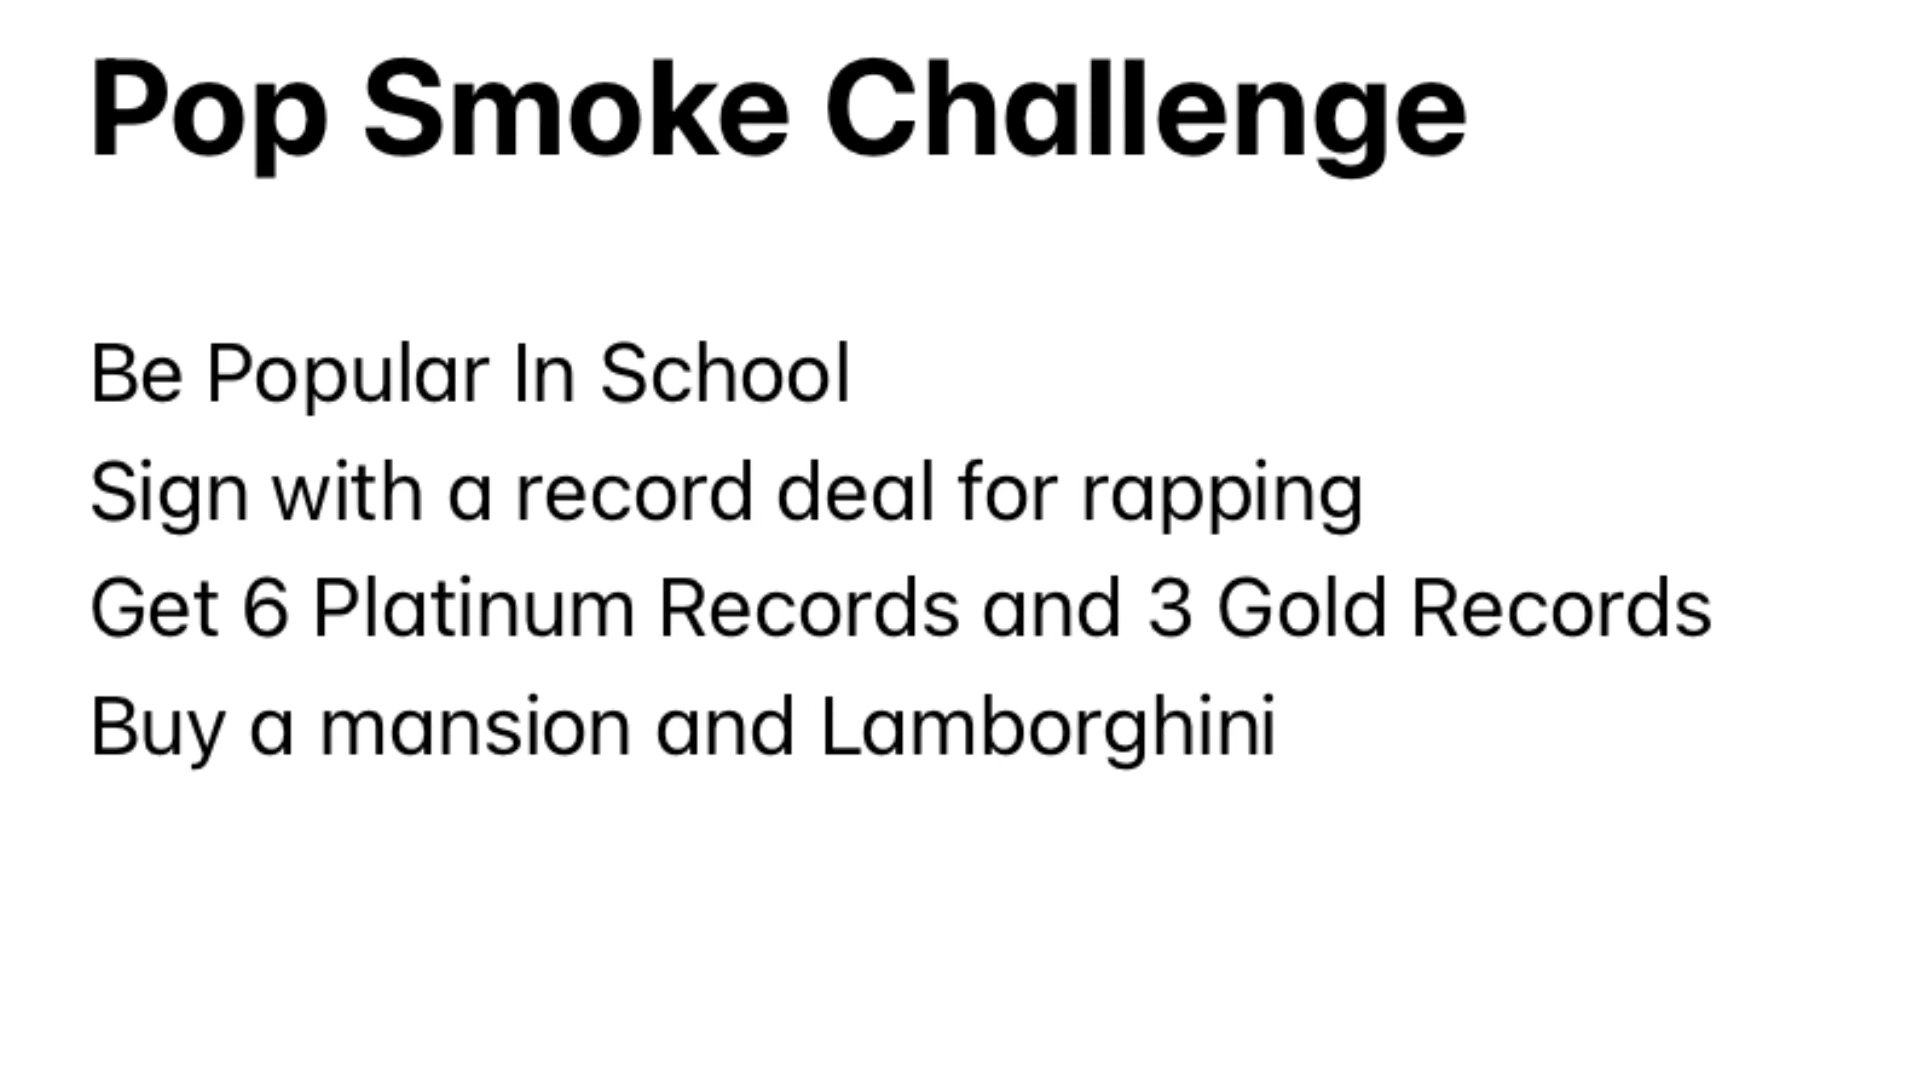 Pop Smoke Challenge
Be Popular In School
Sign with a record deal for rapping
Get 6 Platinum Records and 3 Gold Records
Buy a mansion and Lamborghini